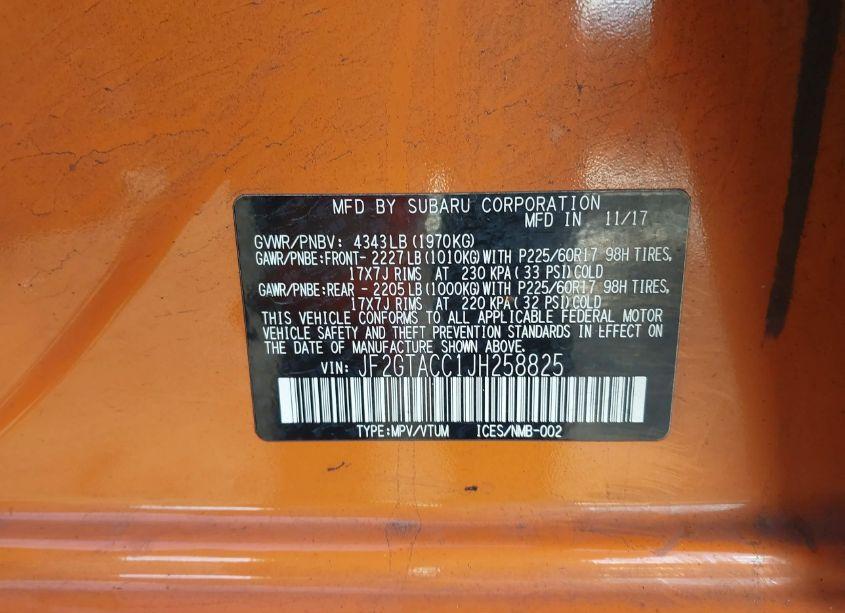 MFD BY SUBARU CORPORATION
MFD IN 11/17
GVWR/PNBV: 4343LB (1970KG)
GAWR/PNBE:FRONT- 2227LB (1010KG) WITH P225/60R17 98H TIRES,
17X7J RIMS AT 230 KPA( 33 PSI) COLD
GAWR/PNBE:REAR - 2205LB (1000KG) WITH P225/60R17 98H TIRES,
17X7J RIMS AT 220 KPA( 32 PSI) COLD
THIS VEHICLE CONFORMS TO ALL APPLICABLE FEDERAL MOTOR
VEHICLE SAFETY AND THEFT PREVENTION STANDARDS IN EFFECT ON
THE DATE OF MANUFACTURE SHOWN ABOVE.
VIN: JF2GTACC1JH258825
TYPE:MPV/VTUM ICES/NMB-002